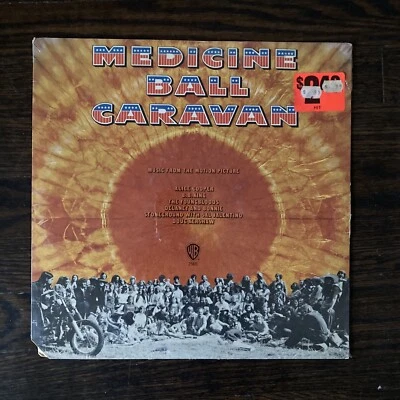 MEDICINE
BALL
CARAVAN
MUSIC FROM THE MOTION PICTURE
ALICE COOPER
B.B. KING
THE YOUNGBLOODS
DELANEY AND BONNIE
STONEGROUND WITH SAL VALENTINO
DOUG KERSHAW
WB